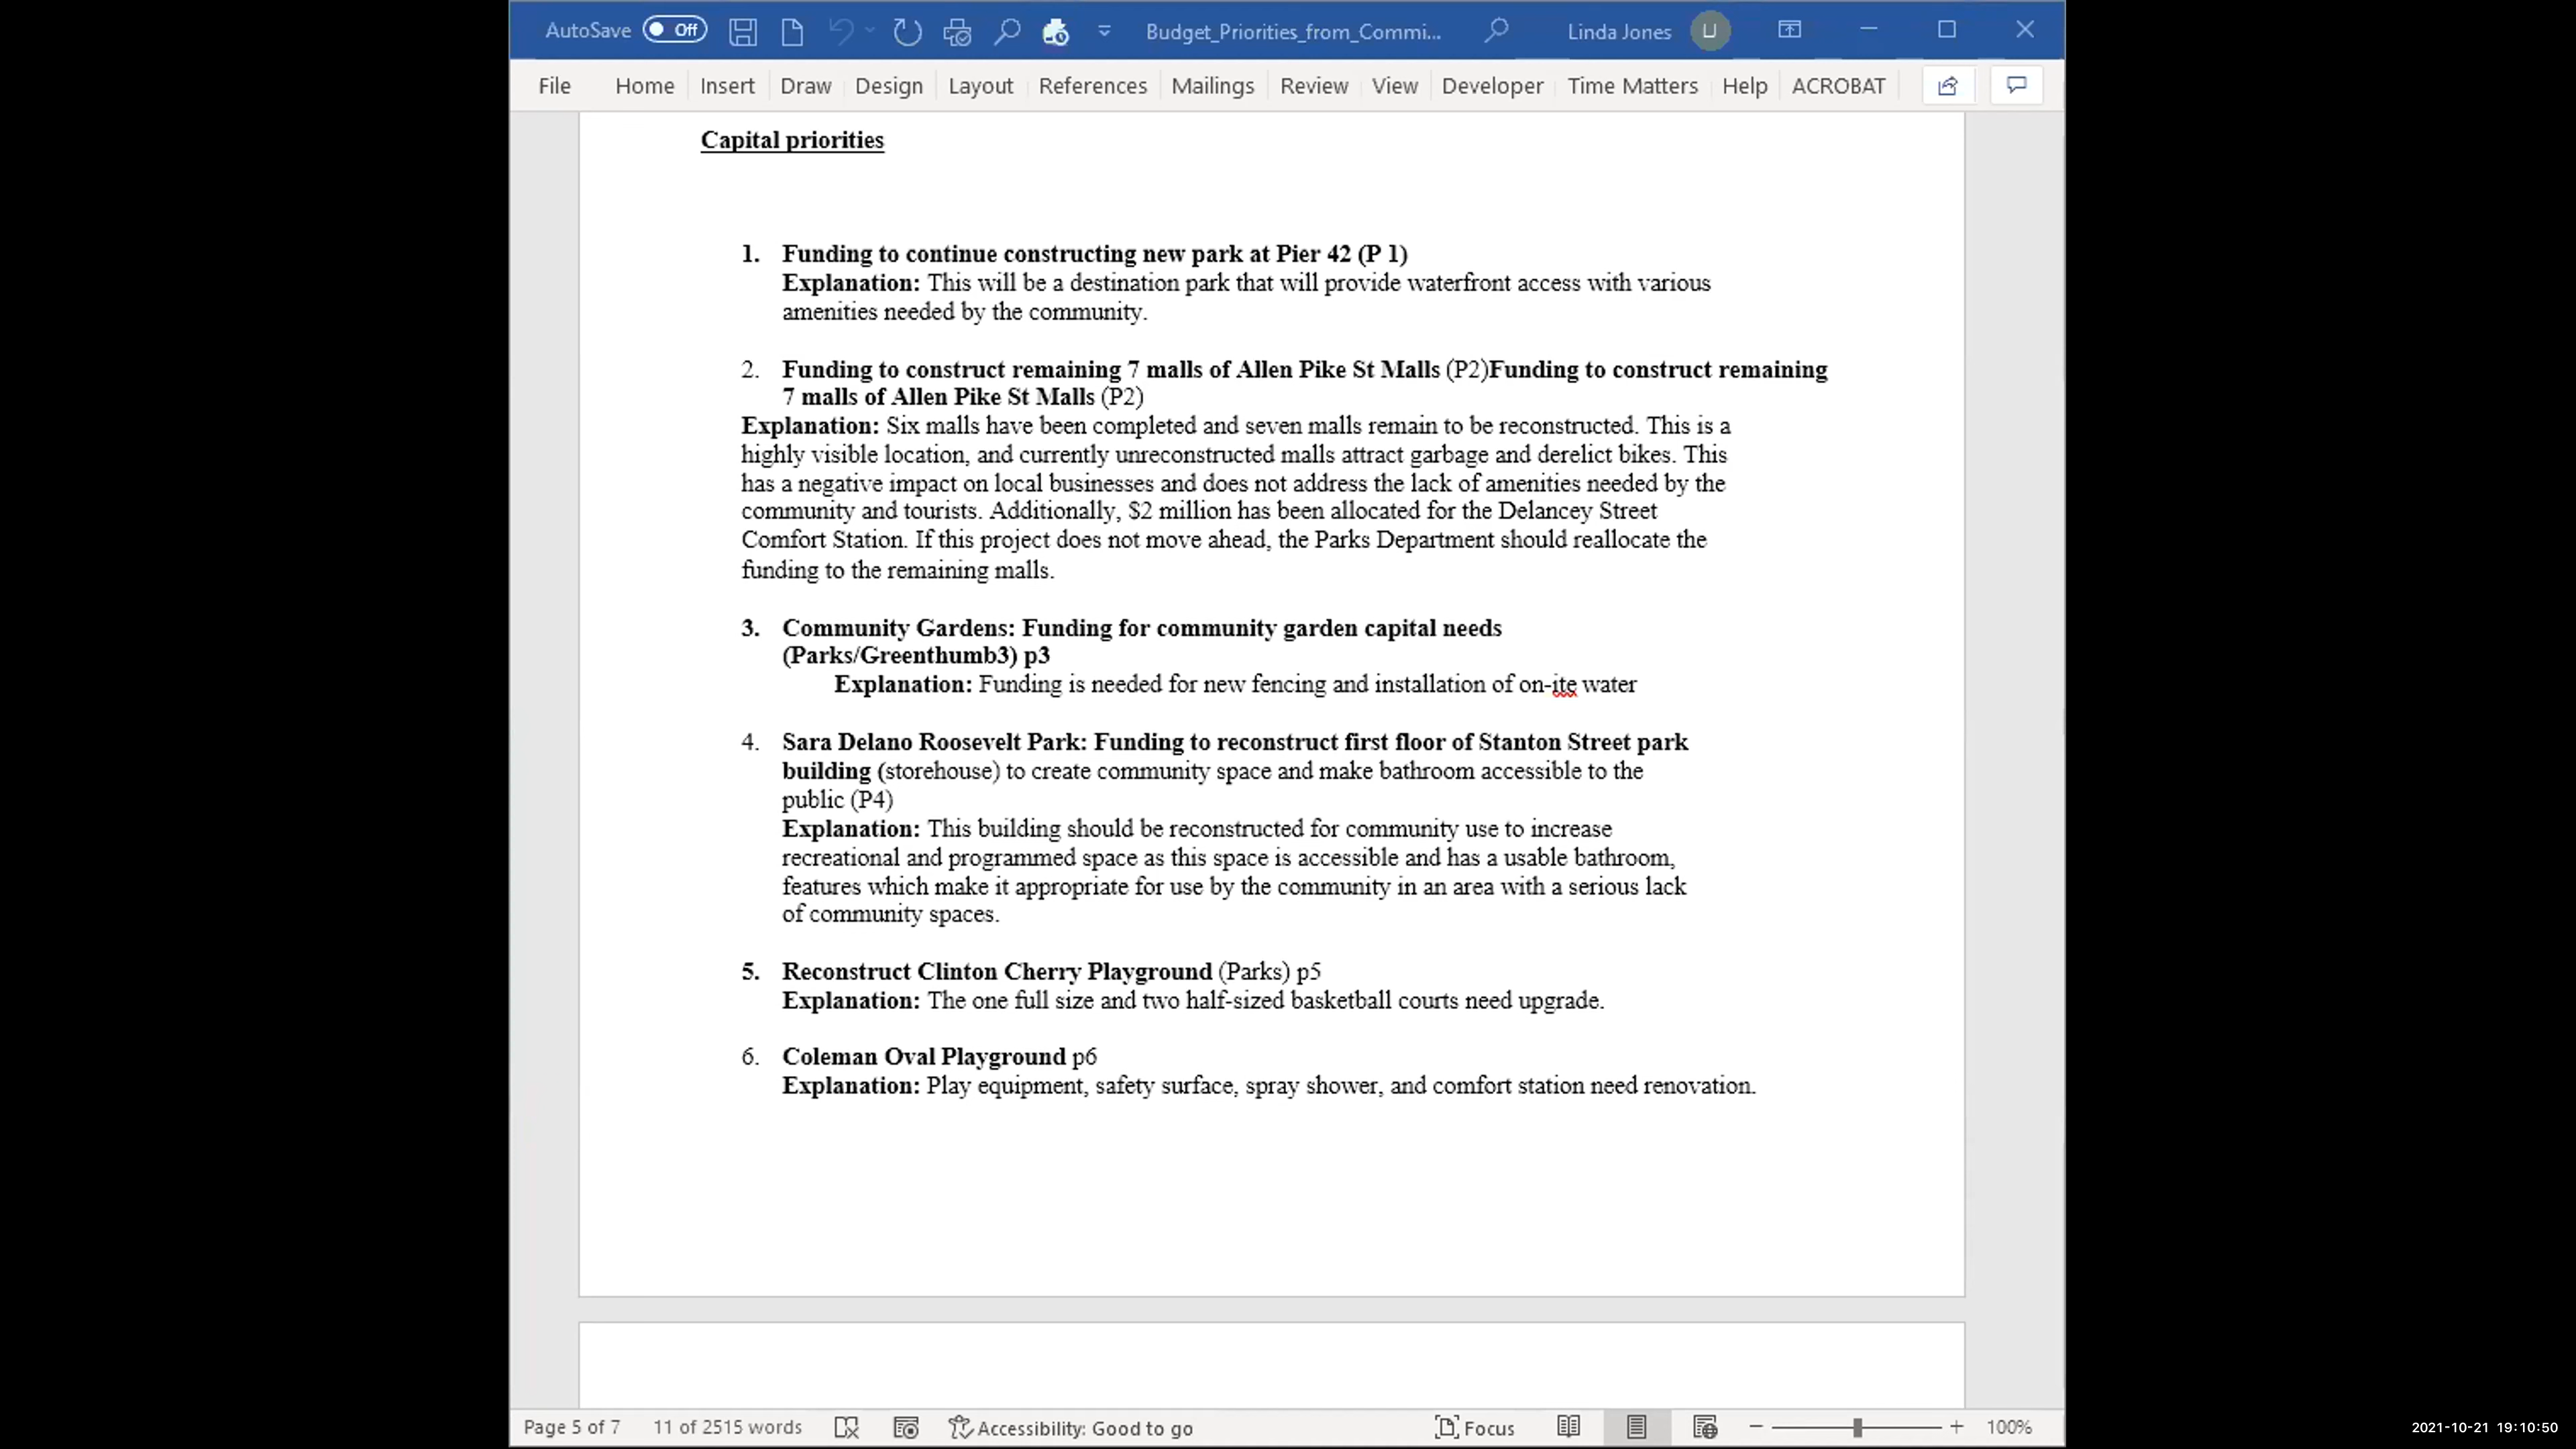 AutoSave Off Budget_Priorities_from_Commi... Linda Jones LJ
File Home Insert Draw Design Layout References Mailings Review View Developer Time Matters Help ACROBAT
Capital priorities
1. Funding to continue constructing new park at Pier 42 (P 1)
Explanation: This will be a destination park that will provide waterfront access with various
amenities needed by the community.
2. Funding to construct remaining 7 malls of Allen Pike St Malls (P2)Funding to construct remaining
7 malls of Allen Pike St Malls (P2)
Explanation: Six malls have been completed and seven malls remain to be reconstructed. This is a
highly visible location, and currently unreconstructed malls attract garbage and derelict bikes. This
has a negative impact on local businesses and does not address the lack of amenities needed by the
community and tourists. Additionally, $2 million has been allocated for the Delancey Street
Comfort Station. If this project does not move ahead, the Parks Department should reallocate the
funding to the remaining malls.
3. Community Gardens: Funding for community garden capital needs
(Parks/Greenthumb3) p3
Explanation: Funding is needed for new fencing and installation of on-ite water
4. Sara Delano Roosevelt Park: Funding to reconstruct first floor of Stanton Street park
building (storehouse) to create community space and make bathroom accessible to the
public (P4)
Explanation: This building should be reconstructed for community use to increase
recreational and programmed space as this space is accessible and has a usable bathroom,
features which make it appropriate for use by the community in an area with a serious lack
of community spaces.
5. Reconstruct Clinton Cherry Playground (Parks) p5
Explanation: The one full size and two half-sized basketball courts need upgrade.
6. Coleman Oval Playground p6
Explanation: Play equipment, safety surface, spray shower, and comfort station need renovation.
Page 5 of 7 11 of 2515 words Accessibility: Good to go Focus 100%
2021-10-21 19:10:50